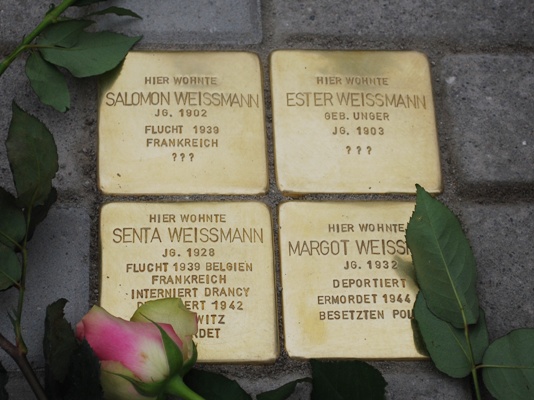 HIER WOHNTE
SALOMON WEISSMANN
JG. 1902
FLUCHT 1939
FRANKREICH
???
HIER WOHNTE
ESTER WEISSMANN
GEB. UNGER
JG. 1903
???
HIER WOHNTE
SENTA WEISSMANN
JG. 1928
FLUCHT 1939 BELGIEN
FRANKREICH
INTERNIERT DRANCY
1942
HIER WOHNTE
MARGOT
JG. 1932
DEPORTIERT
ERMORDET 1944
BESETZTEN